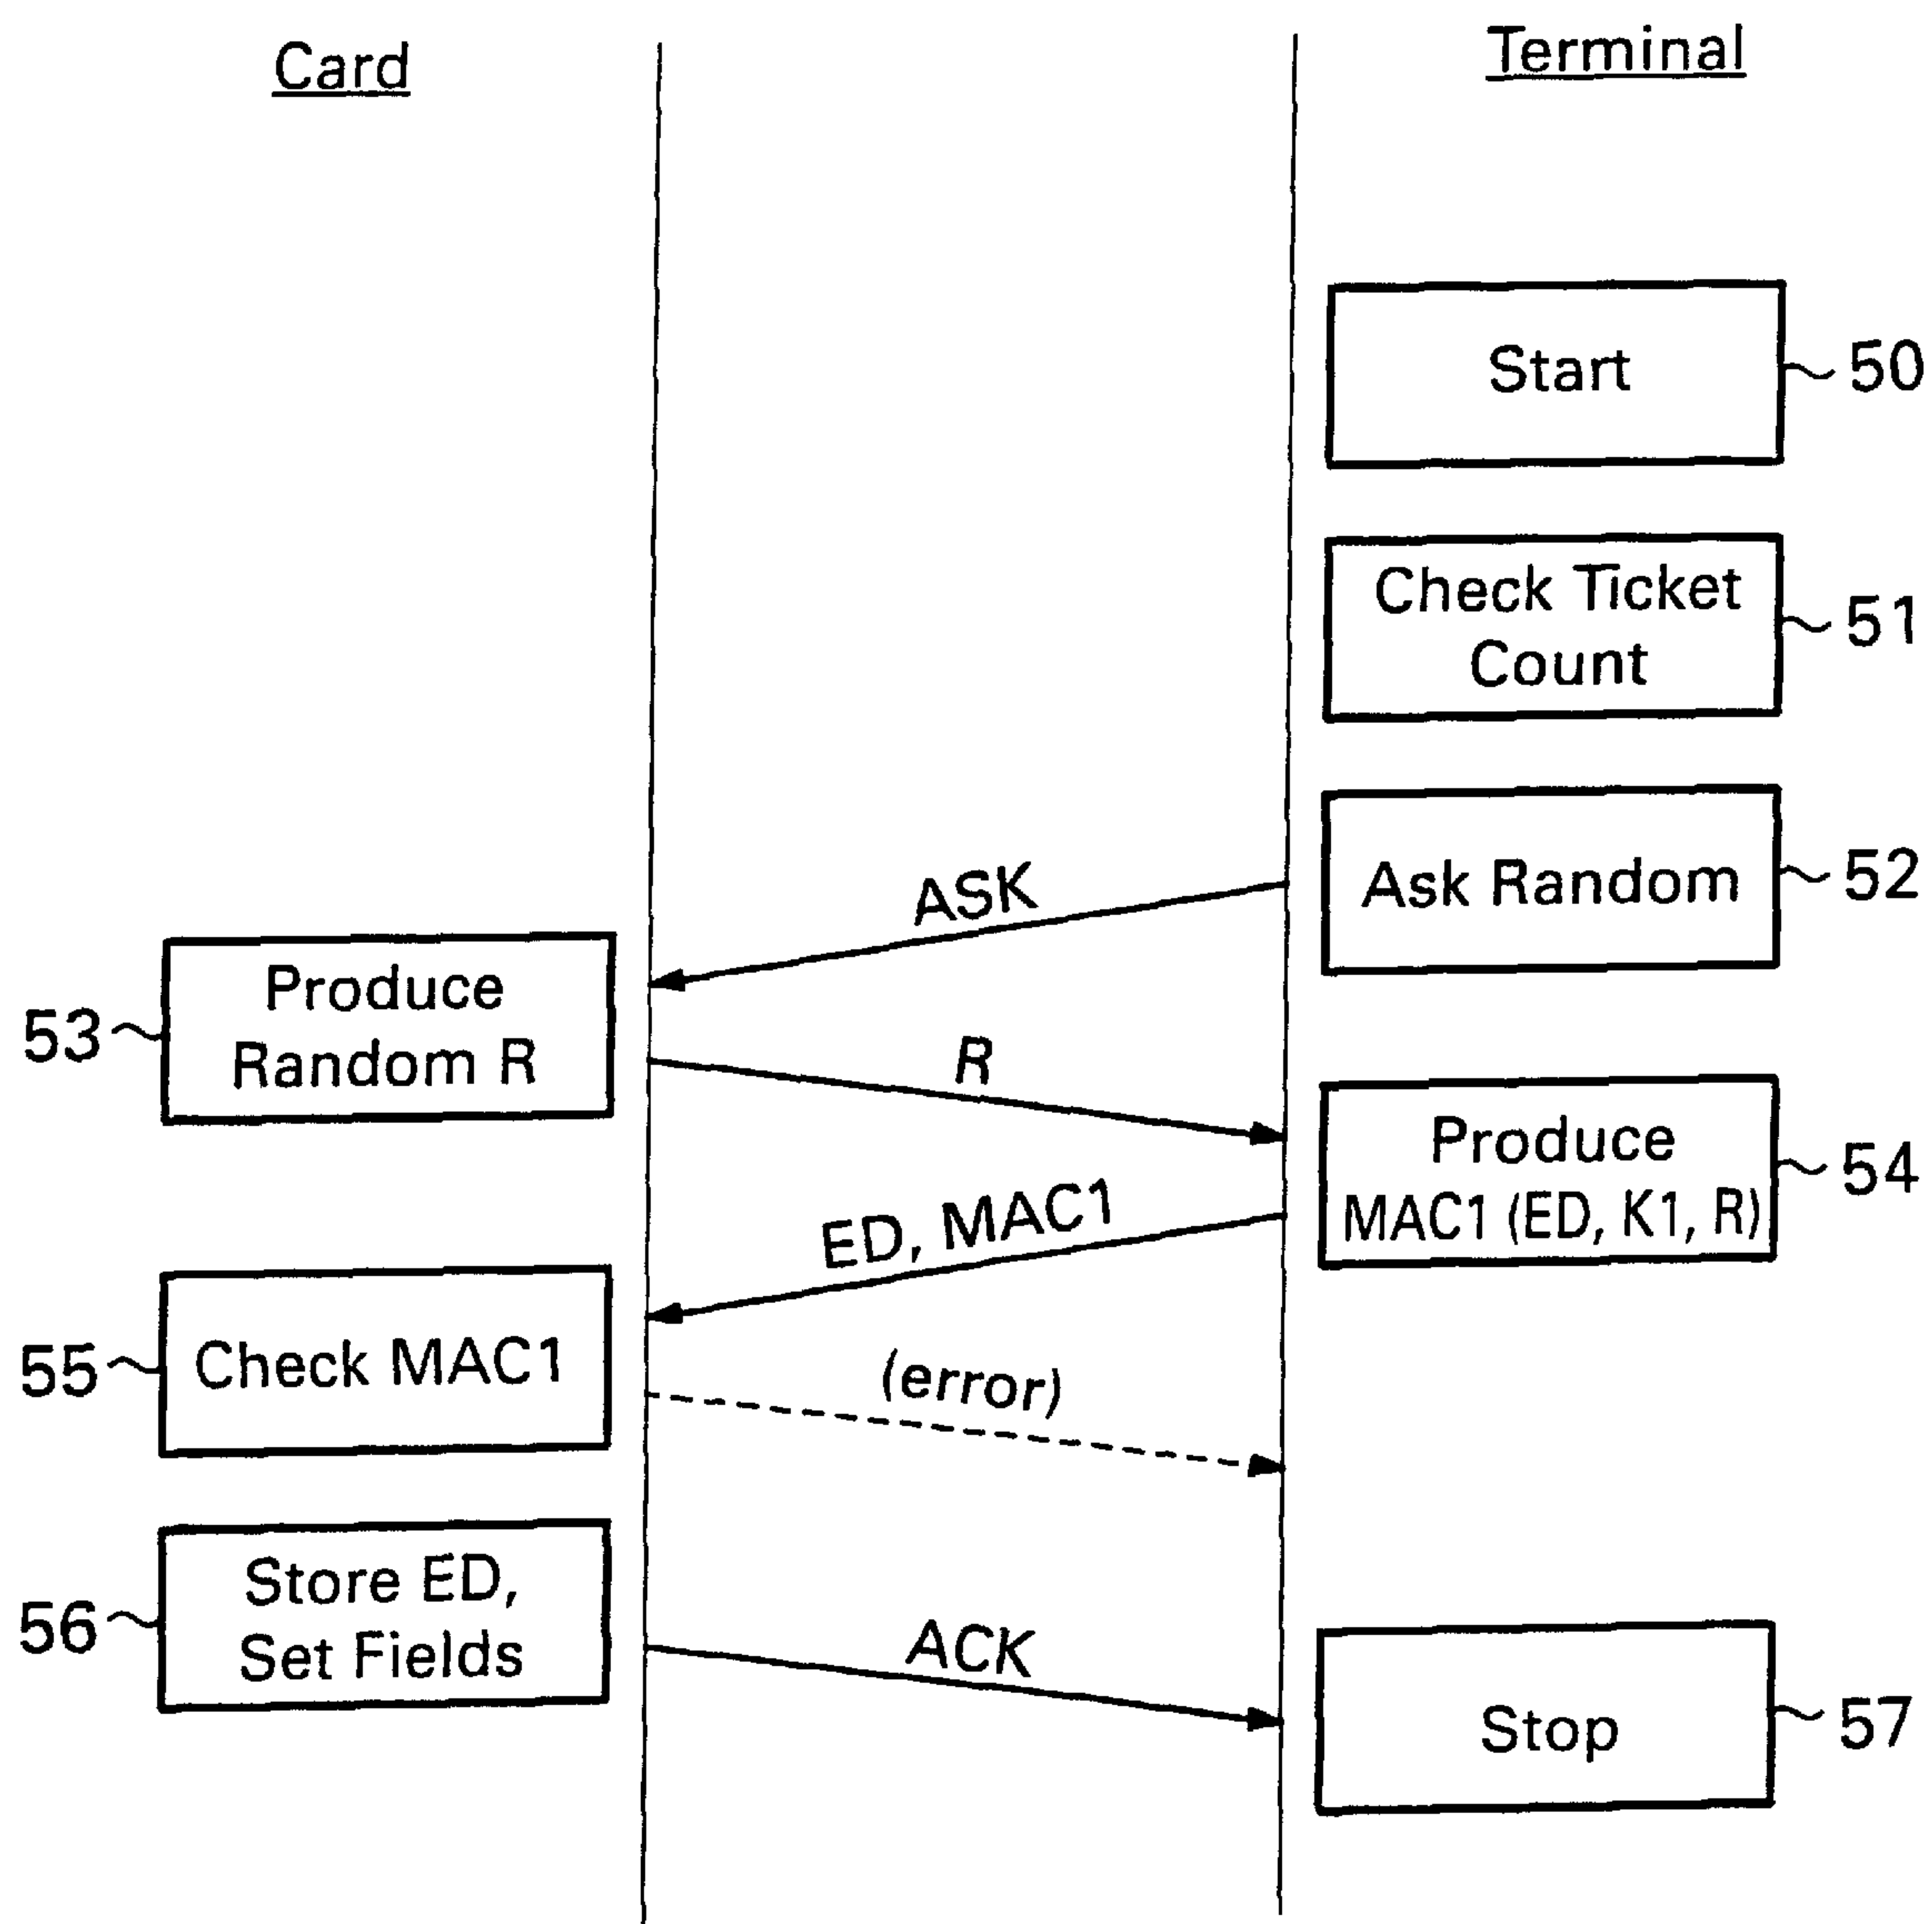 Card
Terminal
Start
50
Check Ticket
Count
51
Ask Random
52
ASK
Produce
Random R
53
R
Produce
MAC1 (ED, K1, R)
54
ED, MAC1
Check MAC1
55
(error)
Store ED,
Set Fields
56
ACK
Stop
57